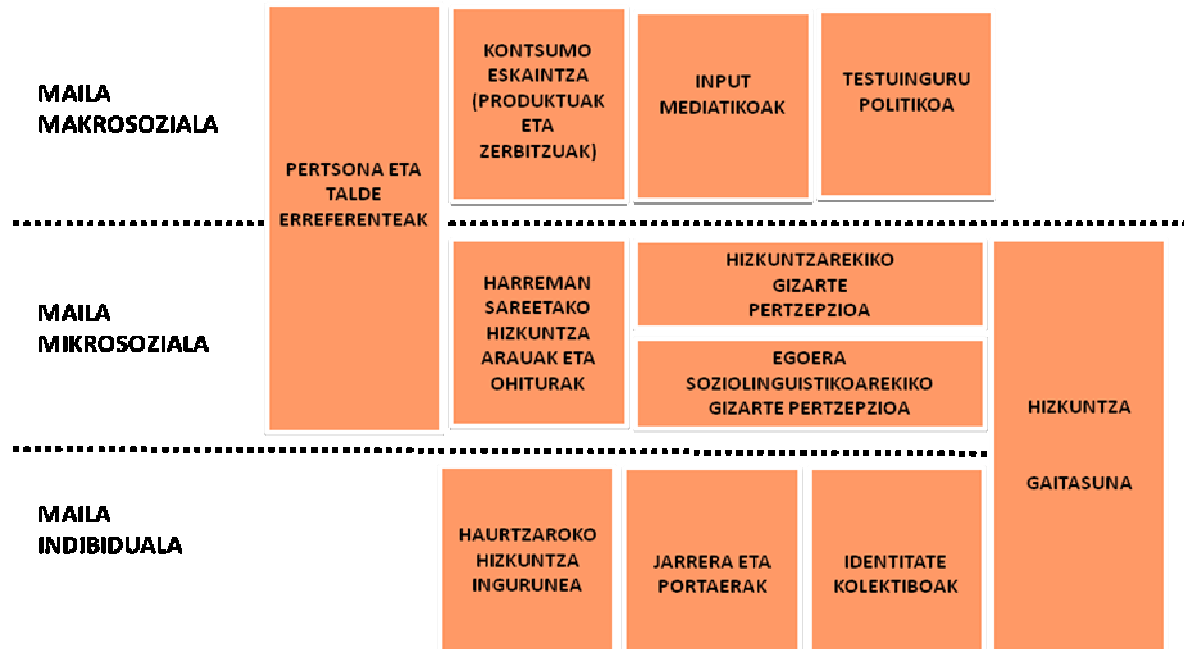 MAILA
MAKROSOZIALA
PERTSONA ETA
TALDE
ERREFERENTEAK
KONTSUMO
ESKAINTZA
(PRODUKTUAK
ETA
ZERBITZUAK)
INPUT
MEDIATIKOAK
TESTUINGURU
POLITIKOA
MAILA
MIKROSOZIALA
HARREMAN
SAREETAKO
HIZKUNTZA
ARAUAK ETA
OHITURAK
HIZKUNTZAREKIKO
GIZARTE
PERTZEPZIOA
EGOERA
SOZIOLINGUISTIKOAREKIKO
GIZARTE PERTZEPZIOA
HIZKUNTZA
GAITASUNA
MAILA
INDIBIDUALA
HAURTZAROKO
HIZKUNTZA
INGURUNEA
JARRERA ETA
PORTAERAK
IDENTITATE
KOLEKTIBOAK